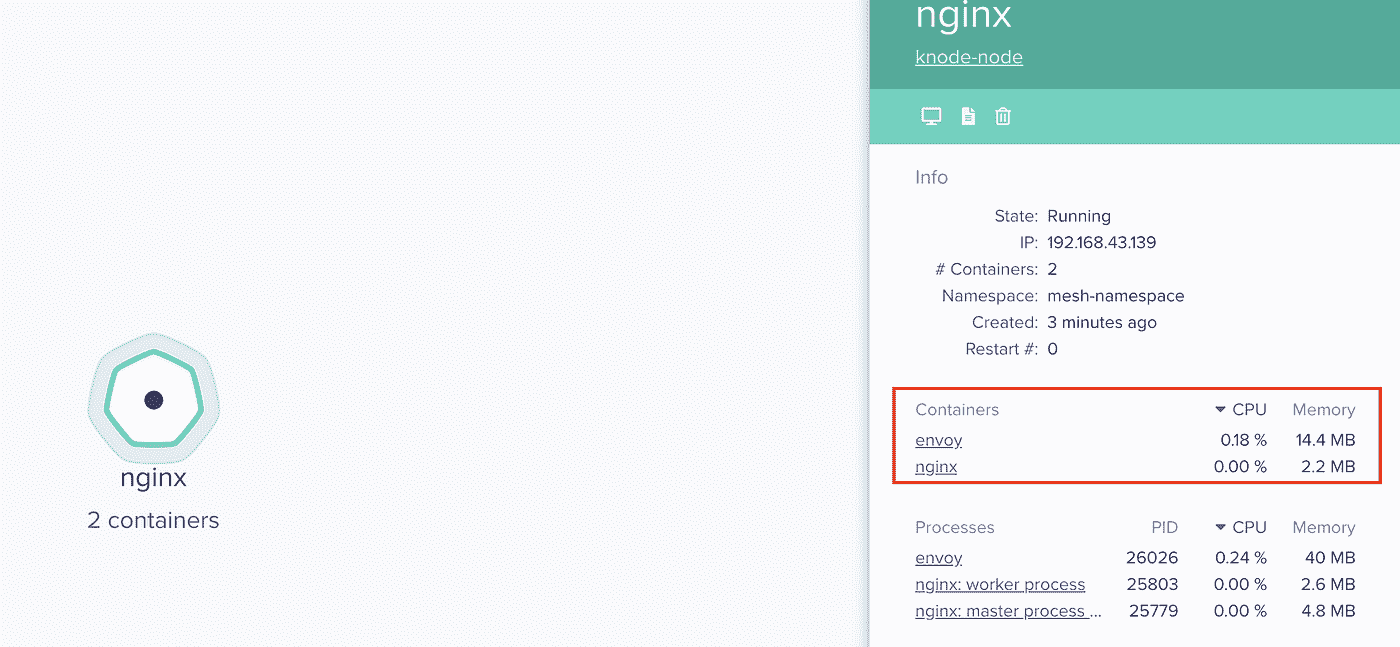 nginx
2 containers
nginx
knode-node
Info
State: Running
IP: 192.168.43.139
# Containers: 2
Namespace: mesh-namespace
Created: 3 minutes ago
Restart #: 0
Containers CPU Memory
envoy 0.18 % 14.4 MB
nginx 0.00 % 2.2 MB
Processes PID CPU Memory
envoy 26026 0.24 % 40 MB
nginx: worker process 25803 0.00 % 2.6 MB
nginx: master process ... 25779 0.00 % 4.8 MB